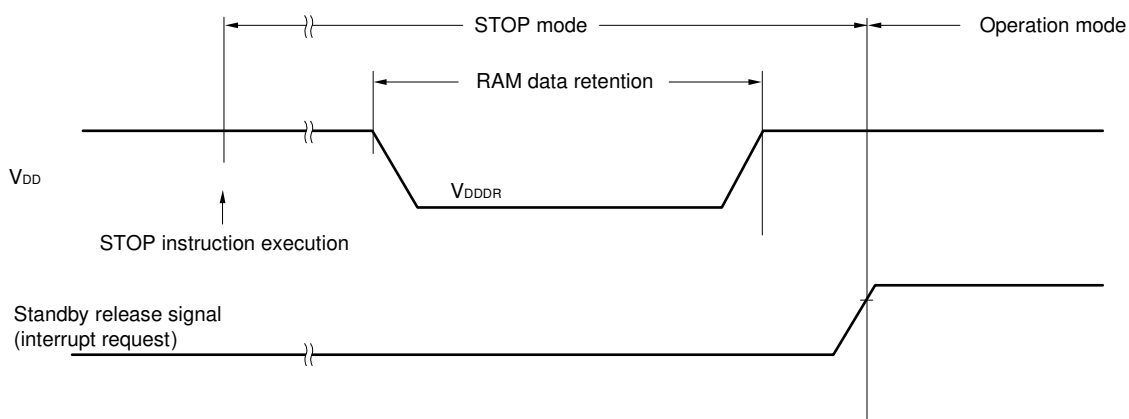 STOP mode
Operation mode
RAM data retention
VDD
VDDDR
STOP instruction execution
Standby release signal
(interrupt request)